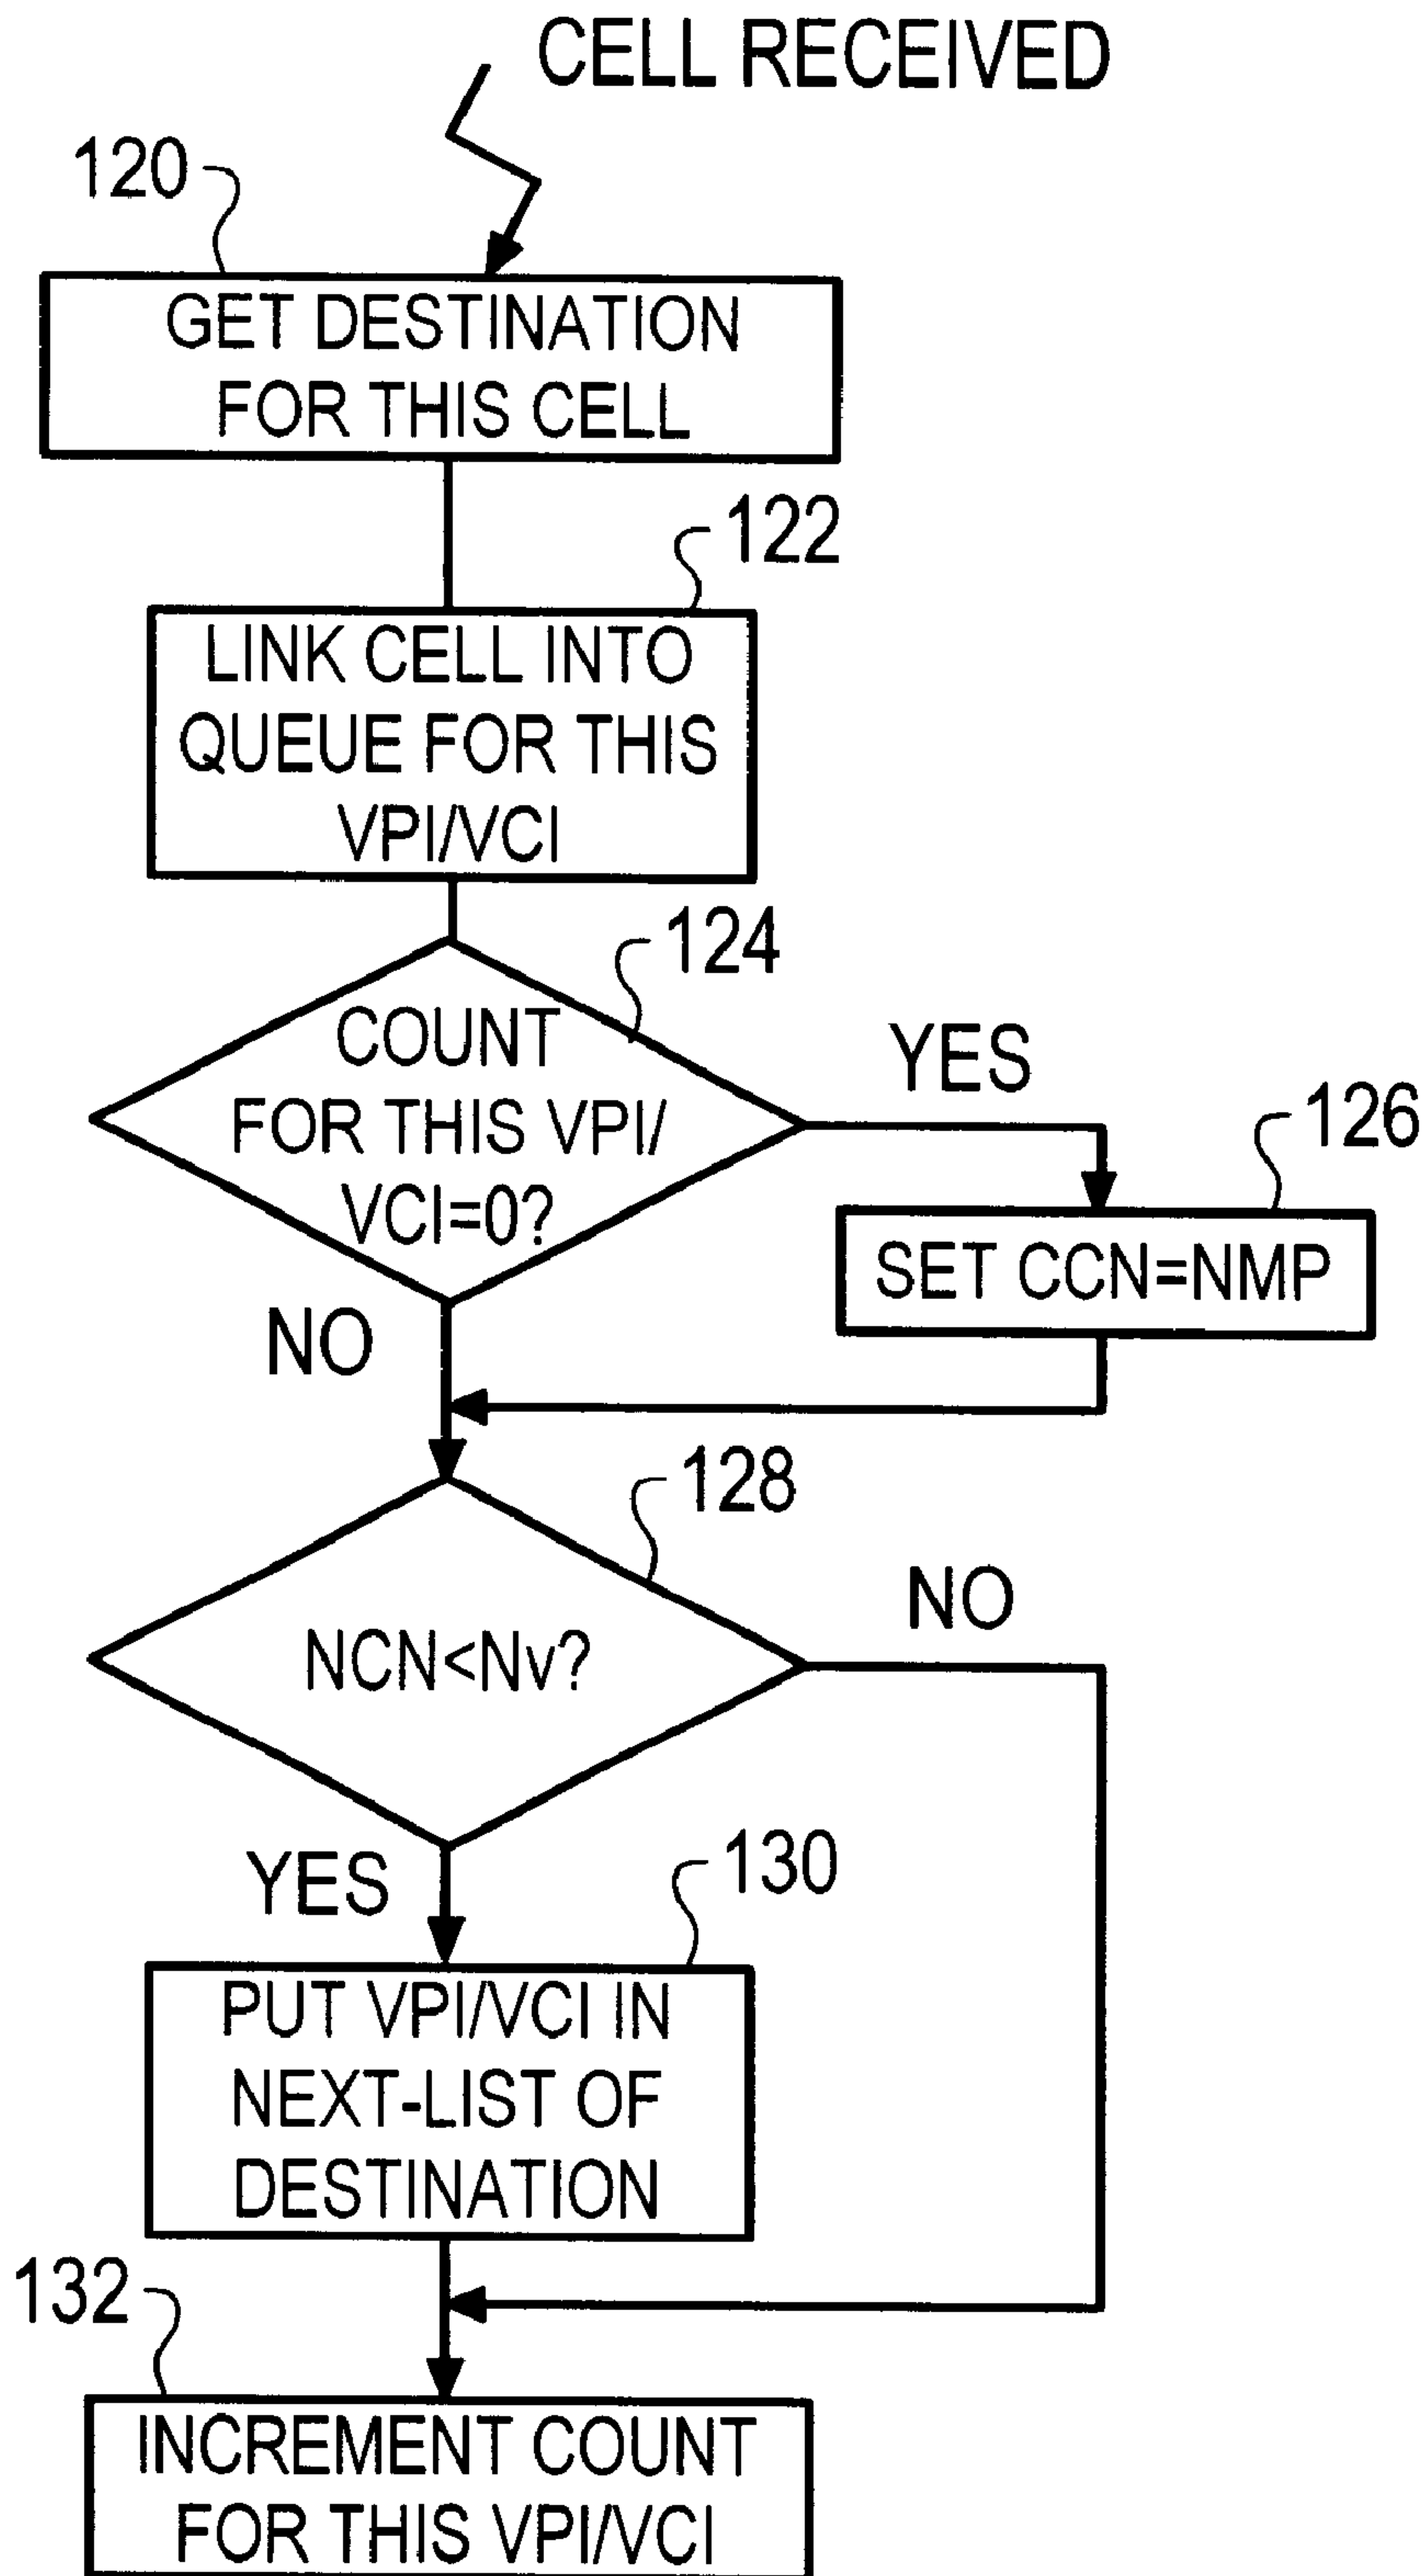 CELL RECEIVED
120
GET DESTINATION
FOR THIS CELL
122
LINK CELL INTO
QUEUE FOR THIS
VPI/VCI
124
COUNT
FOR THIS VPI/
VCI=0?
YES
126
SET CCN=NMP
NO
128
NCN<Nv?
NO
YES
130
PUT VPI/VCI IN
NEXT-LIST OF
DESTINATION
132
INCREMENT COUNT
FOR THIS VPI/VCI